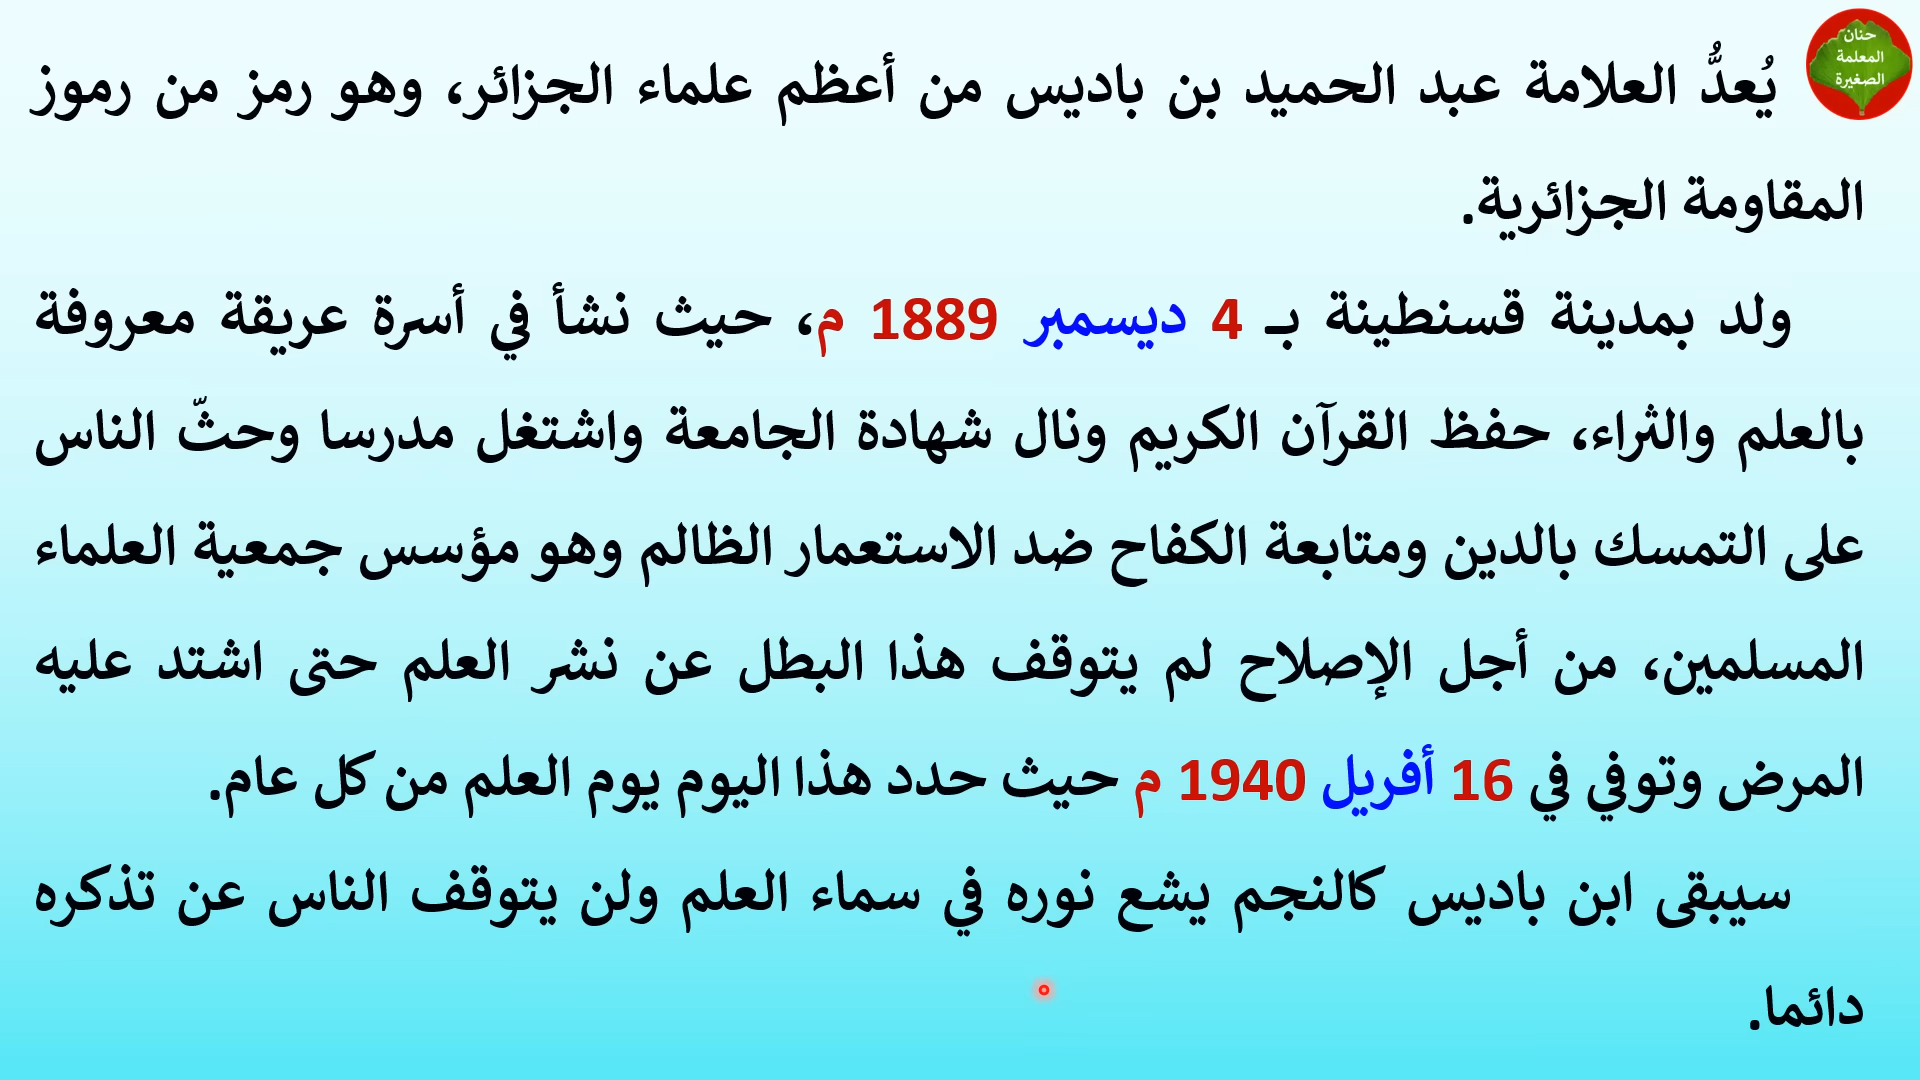 حنان
المعلمة
الصغيرة
يُعدُّ العلامة عبد الحميد بن باديس من أعظم علماء الجزائر، وهو رمز من رموز
المقاومة الجزائرية.
ولد بمدينة قسنطينة بـ 4 ديسمبر 1889 م، حيث نشأ في أسرة عريقة معروفة
بالعلم والثراء، حفظ القرآن الكريم ونال شهادة الجامعة واشتغل مدرسا وحثّ الناس
على التمسك بالدين ومتابعة الكفاح ضد الاستعمار الظالم وهو مؤسس جمعية العلماء
المسلمين، من أجل الإصلاح لم يتوقف هذا البطل عن نشر العلم حتى اشتد عليه
المرض وتوفي في 16 أفريل 1940 م حيث حدد هذا اليوم يوم العلم من كل عام.
سيبقى ابن باديس كالنجم يشع نوره في سماء العلم ولن يتوقف الناس عن تذكره
دائما.